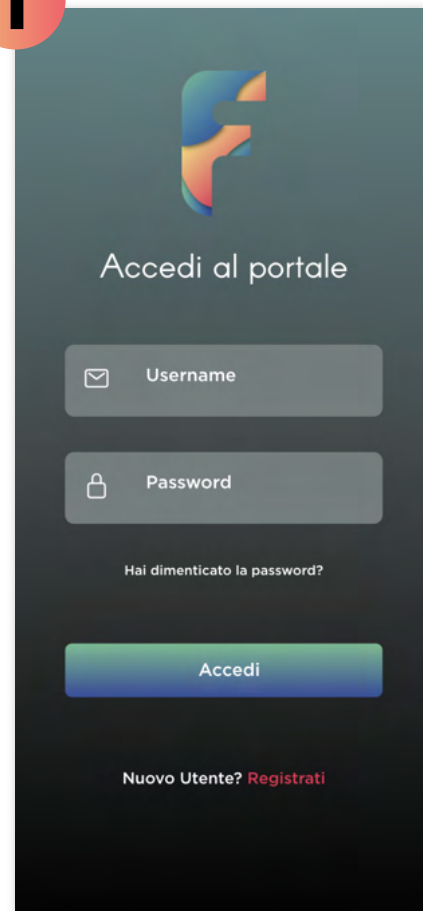 F
Accedi al portale
Username
Password
Hai dimenticato la password?
Accedi
Nuovo Utente? Registrati